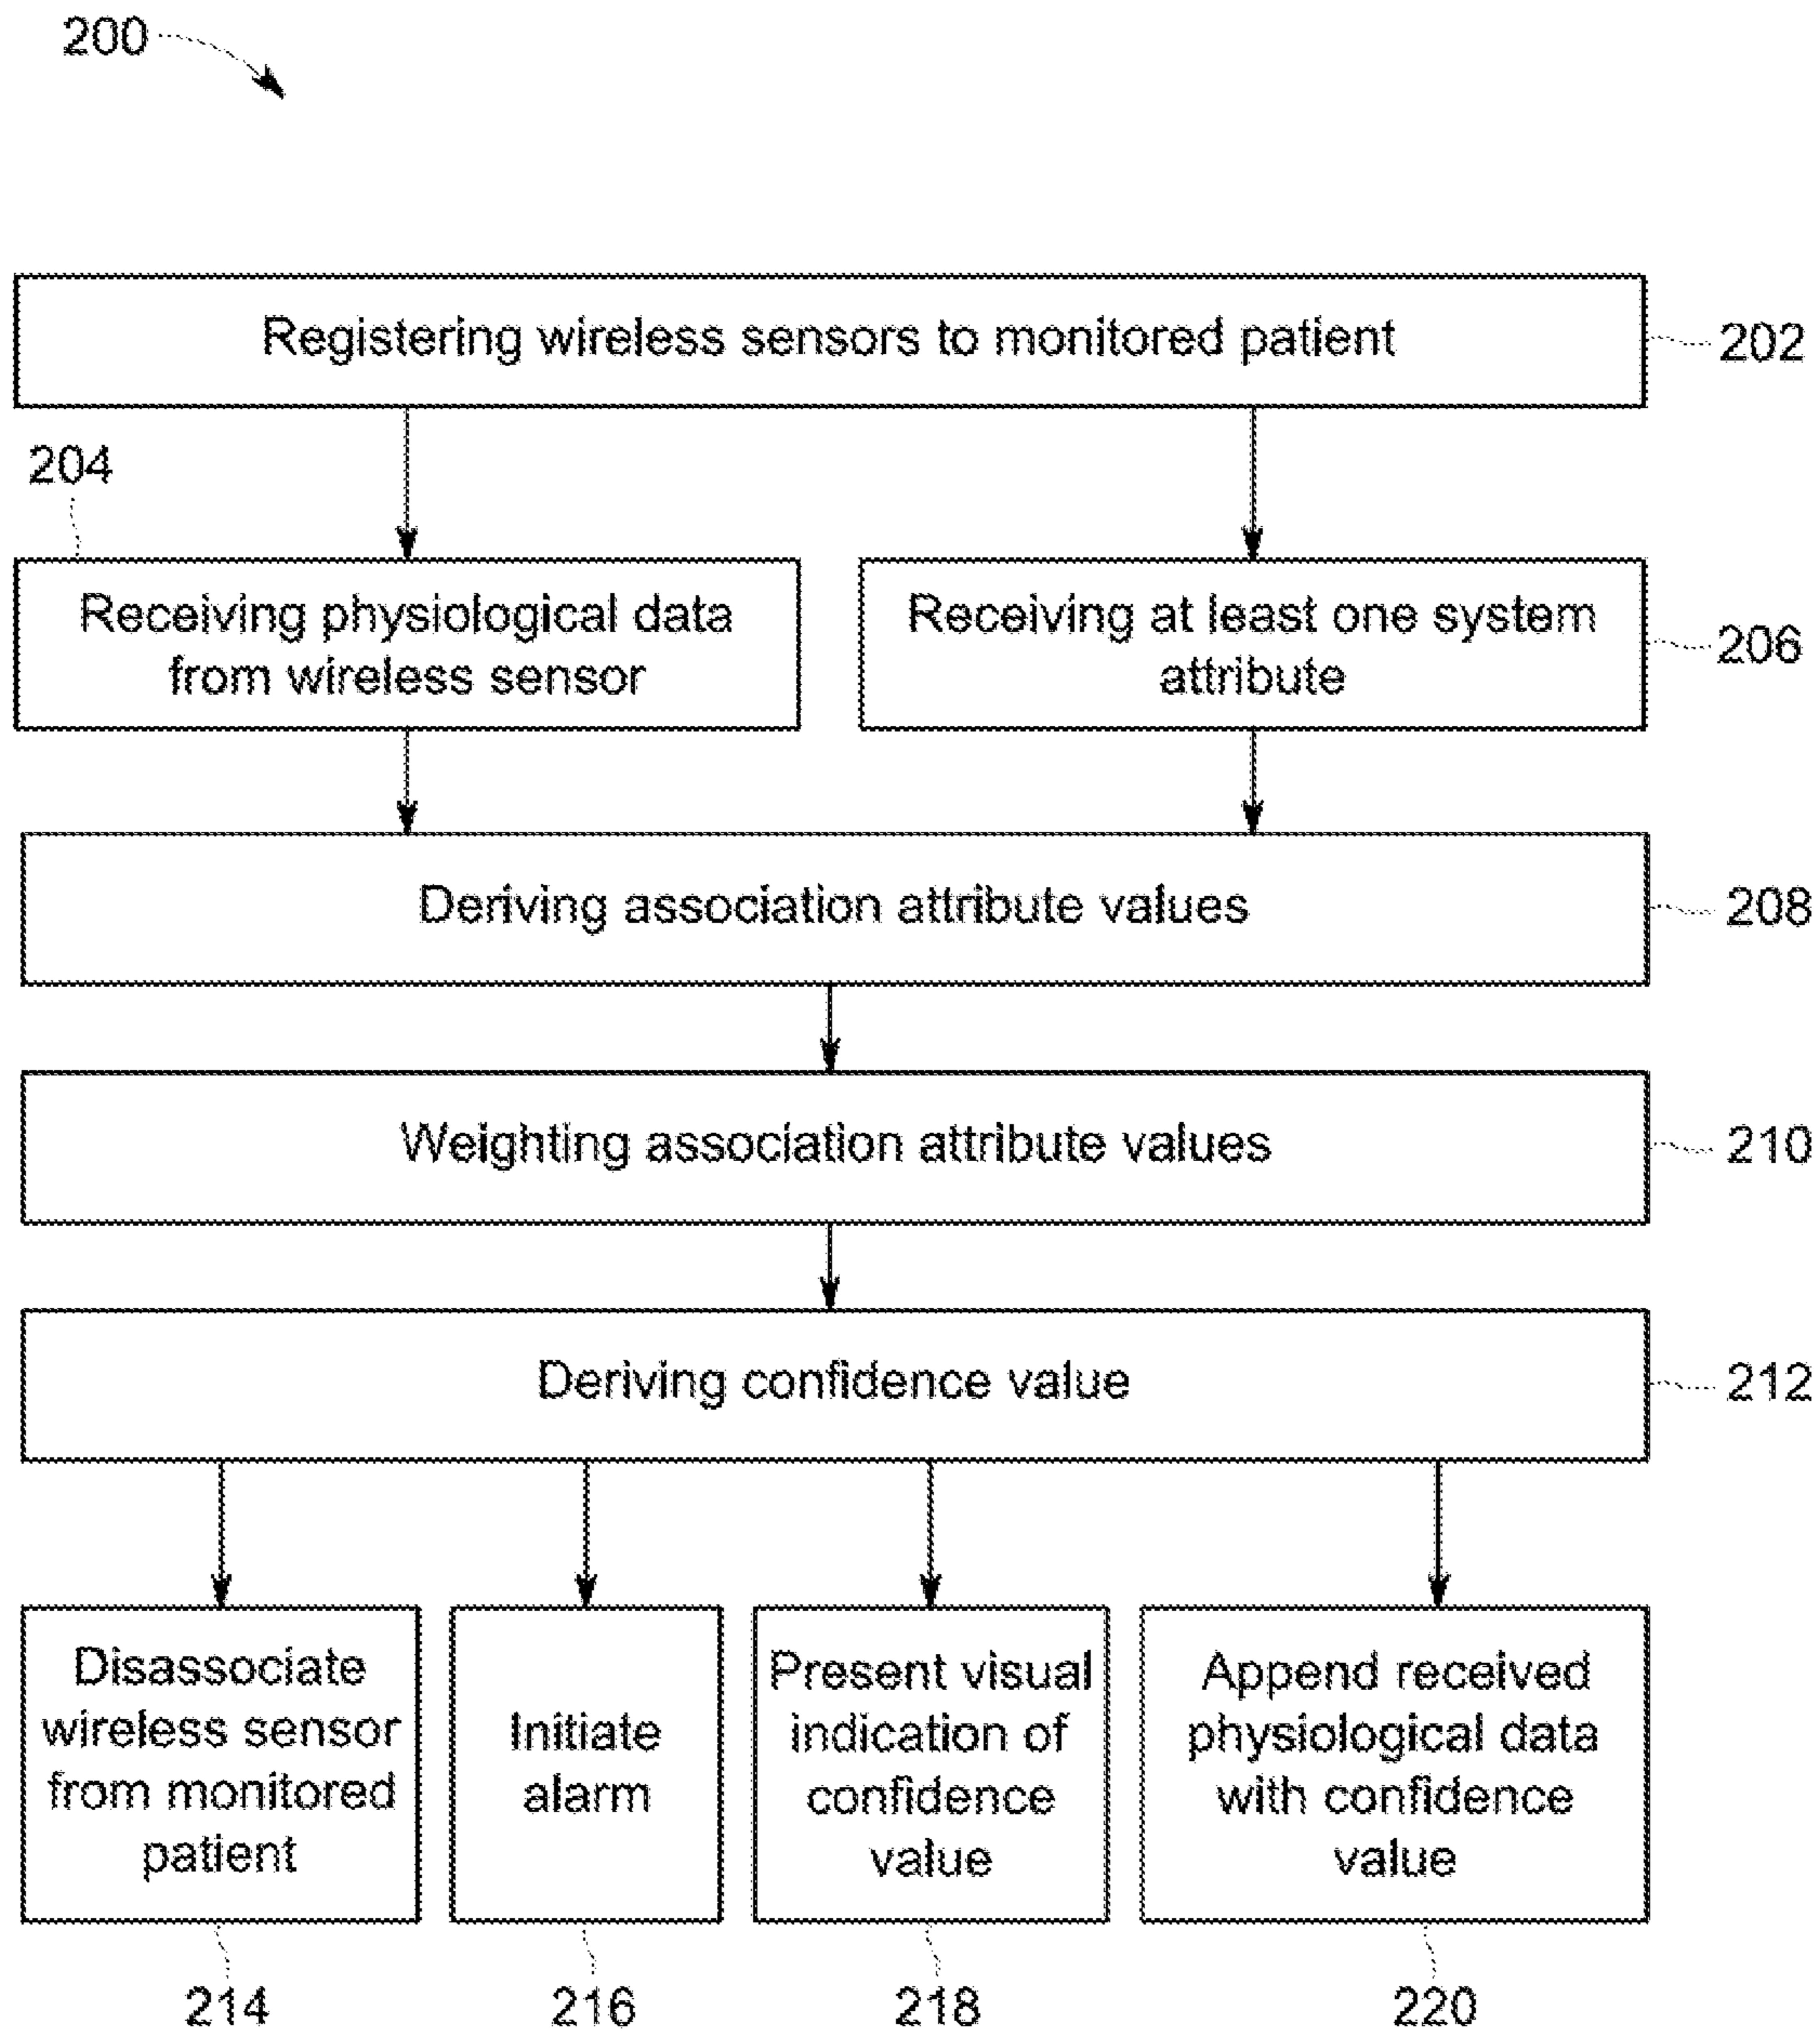 200
Registering wireless sensors to monitored patient
202
204
Receiving physiological data
from wireless sensor
Receiving at least one system
attribute
206
Deriving association attribute values
208
Weighting association attribute values
210
Deriving confidence value
212
Disassociate
wireless sensor
from monitored
patient
Initiate
alarm
Present visual
indication of
confidence
value
Append received
physiological data
with confidence
value
214
216
218
220